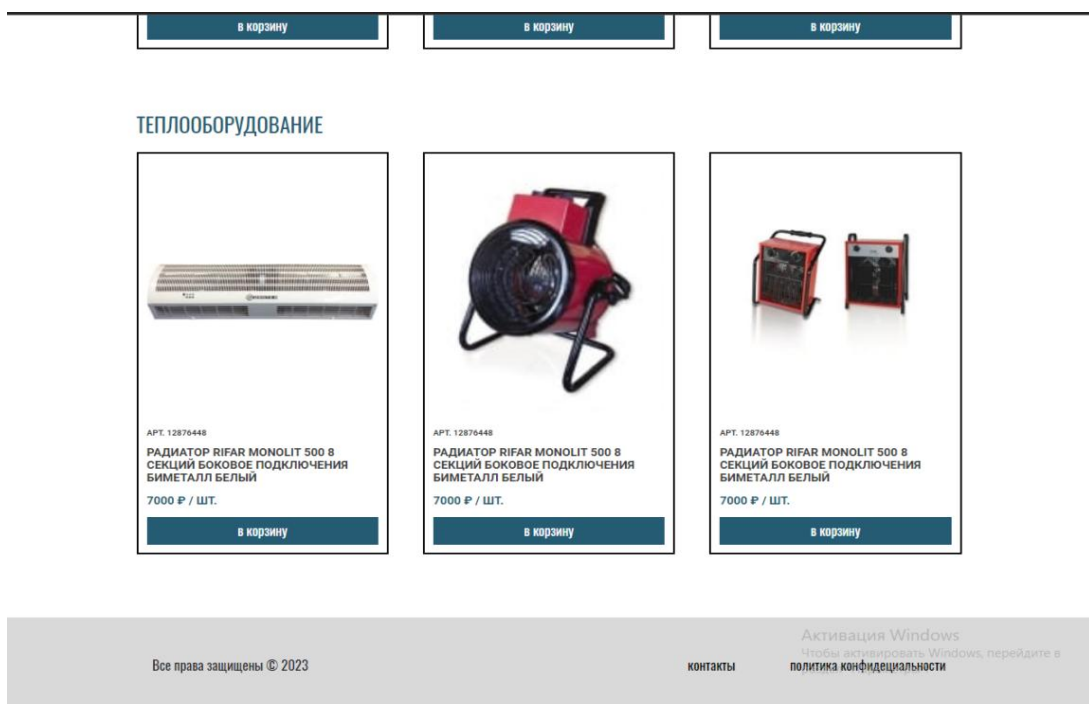 в корзину
в корзину
в корзину
ТЕПЛООБОРУДОВАНИЕ
АРТ. 12876448
РАДИАТОР RIFAR MONOLIT 500 8
СЕКЦИЙ БОКОВОЕ ПОДКЛЮЧЕНИЯ
БИМЕТАЛЛ БЕЛЫЙ
7000 ₽ / ШТ.
в корзину
АРТ. 12876448
РАДИАТОР RIFAR MONOLIT 500 8
СЕКЦИЙ БОКОВОЕ ПОДКЛЮЧЕНИЯ
БИМЕТАЛЛ БЕЛЫЙ
7000 ₽ / ШТ.
в корзину
АРТ. 12876448
РАДИАТОР RIFAR MONOLIT 500 8
СЕКЦИЙ БОКОВОЕ ПОДКЛЮЧЕНИЯ
БИМЕТАЛЛ БЕЛЫЙ
7000 ₽ / ШТ.
в корзину
Все права защищены © 2023
контакты
политика конфидециальности
Активация Windows
Чтобы активировать Windows, перейдите в